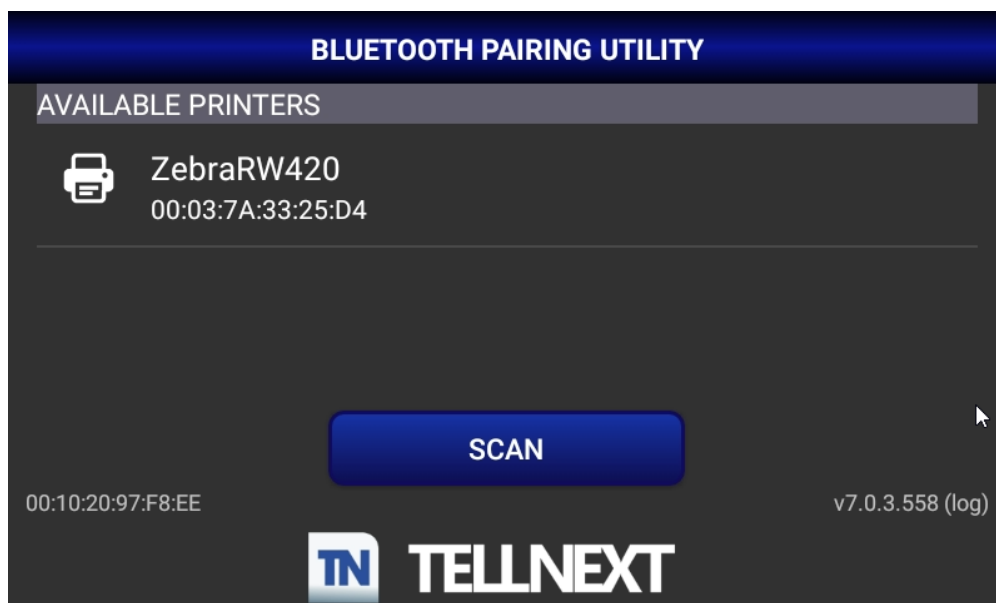 BLUETOOTH PAIRING UTILITY
AVAILABLE PRINTERS
ZebraRW420
00:03:7A:33:25:D4
SCAN
00:10:20:97:F8:EE
v7.0.3.558 (log)
TN TELLNEXT